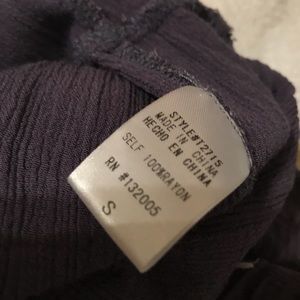 STYLE#12715
MADE IN CHINA
HECHO EN CHINA
SELF 100%RAYON
RN #132005
S